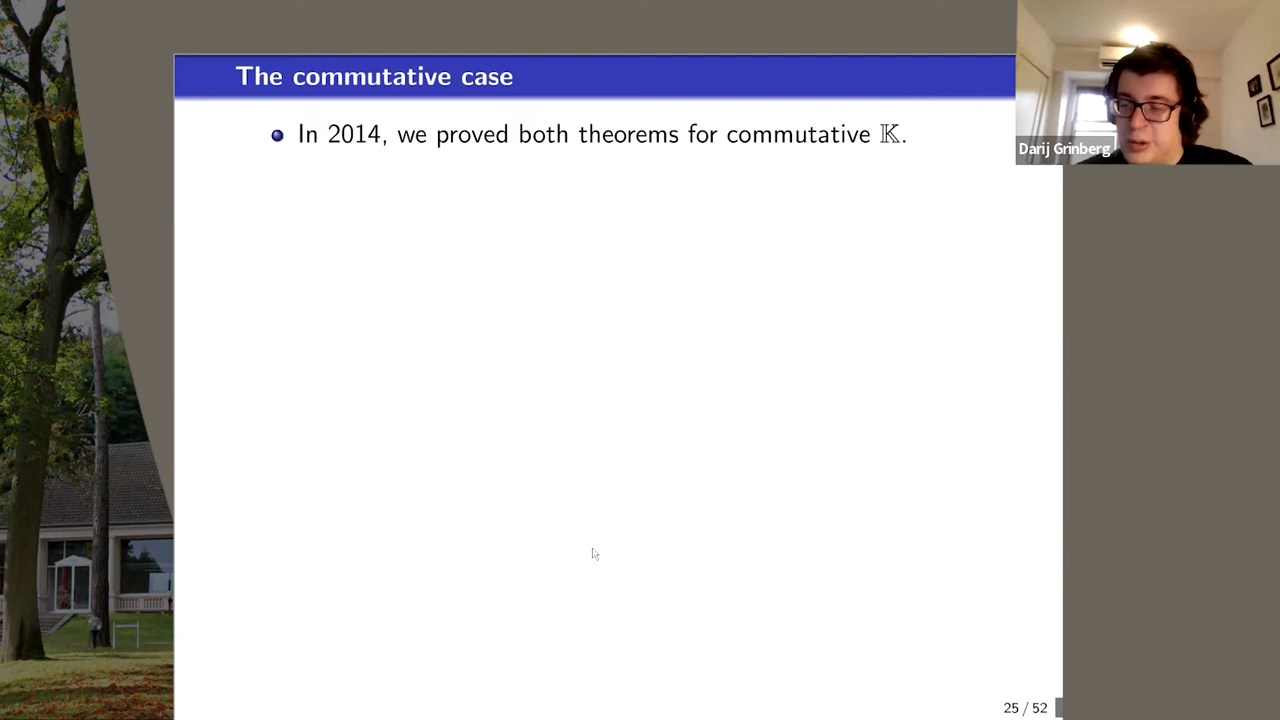 The commutative case
In 2014, we proved both theorems for commutative 𝕂.
Darij Grinberg
25 / 52